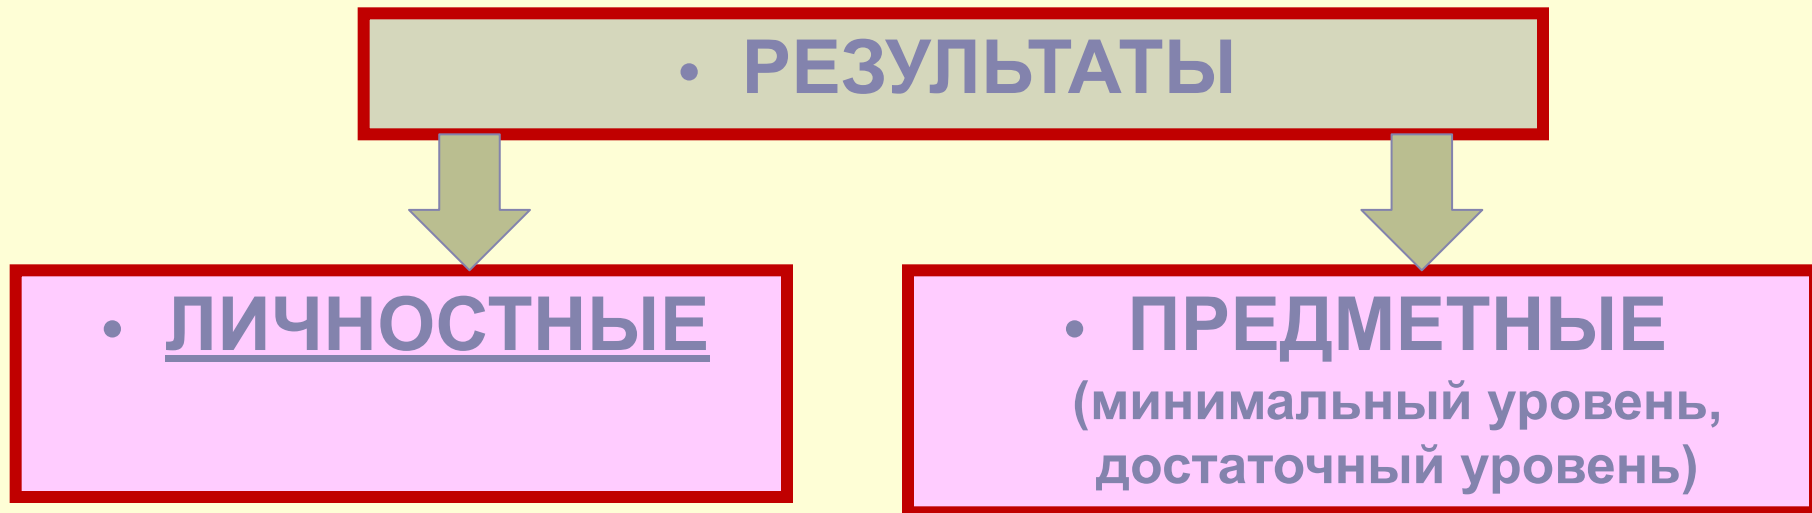 • РЕЗУЛЬТАТЫ
• ЛИЧНОСТНЫЕ
• ПРЕДМЕТНЫЕ
(минимальный уровень,
достаточный уровень)